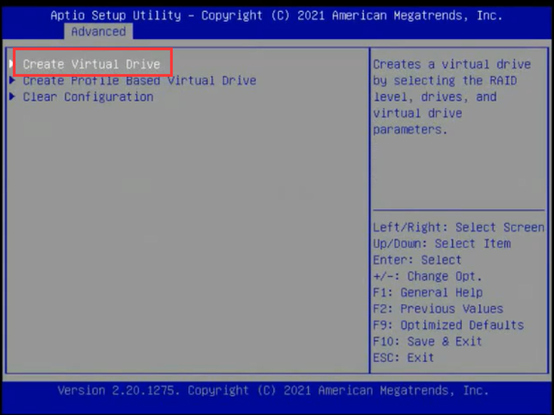 Aptio Setup Utility - Copyright (C) 2021 American Megatrends, Inc.
Advanced
Create Virtual Drive
Create Profile Based Virtual Drive
Clear Configuration
Creates a virtual drive
by selecting the RAID
level, drives, and
virtual drive
parameters.
Left/Right: Select Screen
Up/Down: Select Item
Enter: Select
+/-: Change Opt.
F1: General Help
F2: Previous Values
F9: Optimized Defaults
F10: Save & Exit
ESC: Exit
Version 2.20.1275. Copyright (C) 2021 American Megatrends, Inc.